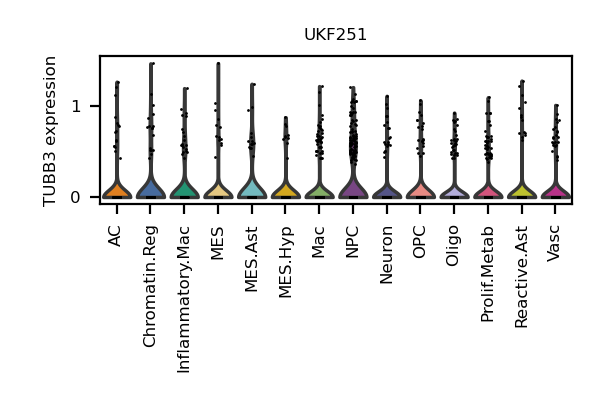 UKF251
TUBB3 expression
1
0
AC
Chromatin.Reg
Inflammatory.Mac
MES
MES.Ast
MES.Hyp
Mac
NPC
Neuron
OPC
Oligo
Prolif.Metab
Reactive.Ast
Vasc